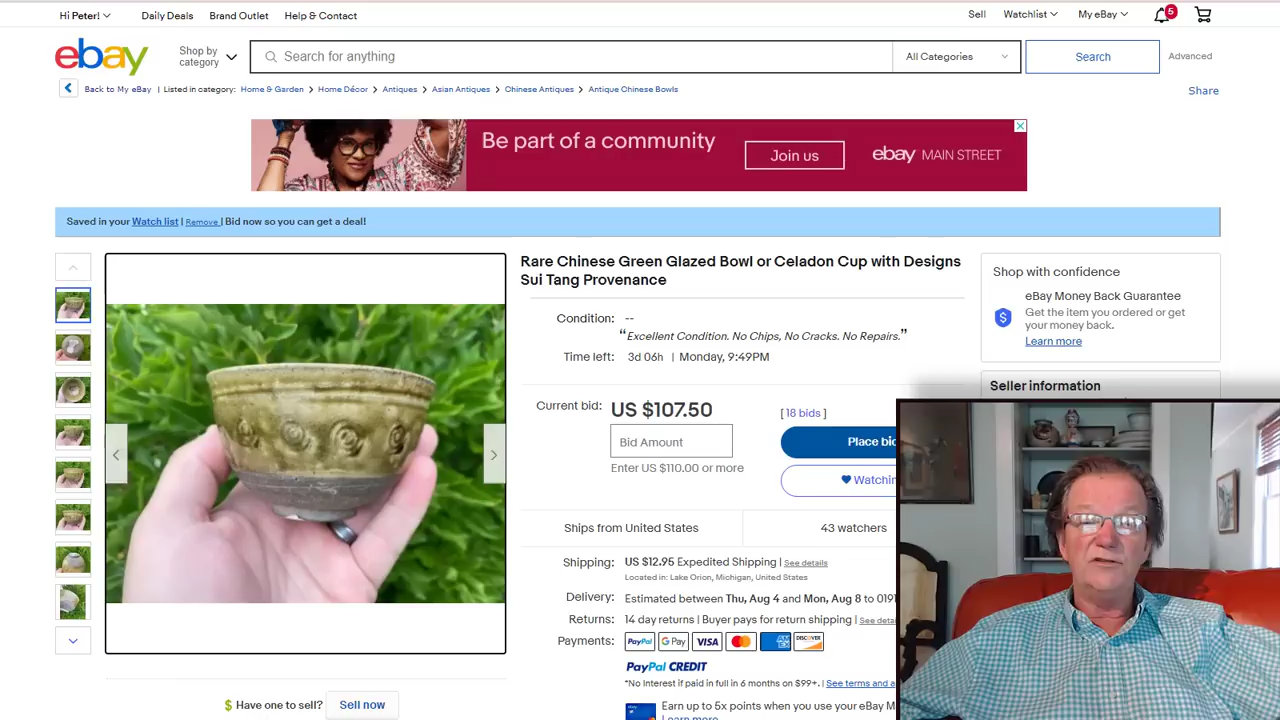 Hi Peter!
Daily Deals
Brand Outlet
Help & Contact
Sell
Watchlist
My eBay
5
ebay
Shop by
category
Search for anything
All Categories
Search
Advanced
Back to My eBay | Listed in category: Home & Garden > Home Décor > Antiques > Asian Antiques > Chinese Antiques > Antique Chinese Bowls
Share
Be part of a community
Join us
ebay MAIN STREET
Saved in your Watch list | Remove | Bid now so you can get a deal!
Rare Chinese Green Glazed Bowl or Celadon Cup with Designs
Sui Tang Provenance
Condition: --
“Excellent Condition. No Chips, No Cracks. No Repairs.”
Time left: 3d 06h | Monday, 9:49PM
Current bid: US $107.50
[ 18 bids ]
Bid Amount
Place bi
Enter US $110.00 or more
Watchin
Ships from United States
43 watchers
Shipping: US $12.95 Expedited Shipping | See details
Located in: Lake Orion, Michigan, United States
Delivery: Estimated between Thu, Aug 4 and Mon, Aug 8 to 0191
Returns: 14 day returns | Buyer pays for return shipping | See deta
Payments: PayPal G Pay VISA DISCOVER
PayPal CREDIT
*No Interest if paid in full in 6 months on $99+. | See terms and a
Earn up to 5x points when you use your eBay M
Learn more
Have one to sell? Sell now
Shop with confidence
eBay Money Back Guarantee
Get the item you ordered or get
your money back.
Learn more
Seller information